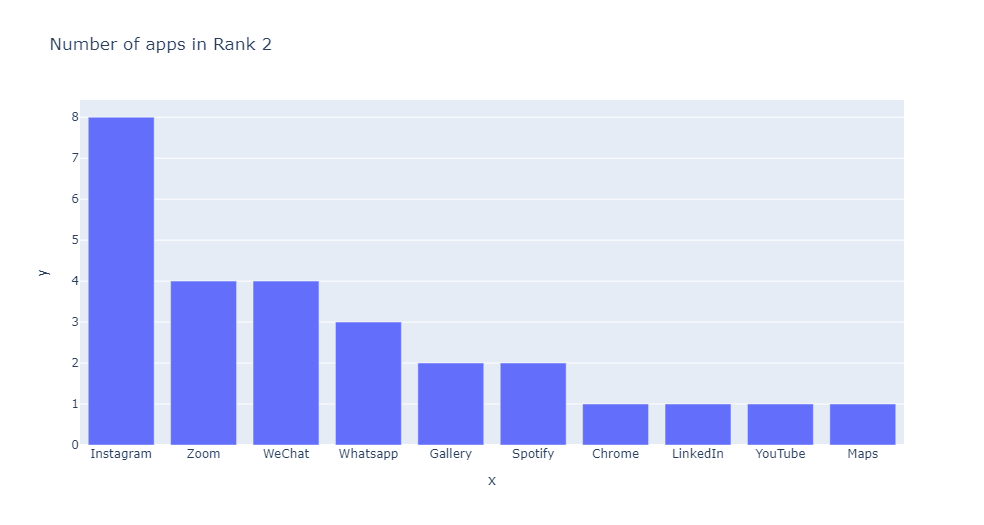 Number of apps in Rank 2
8
7
6
5
4
3
2
1
0
y
Instagram Zoom WeChat Whatsapp Gallery Spotify Chrome LinkedIn YouTube Maps
x